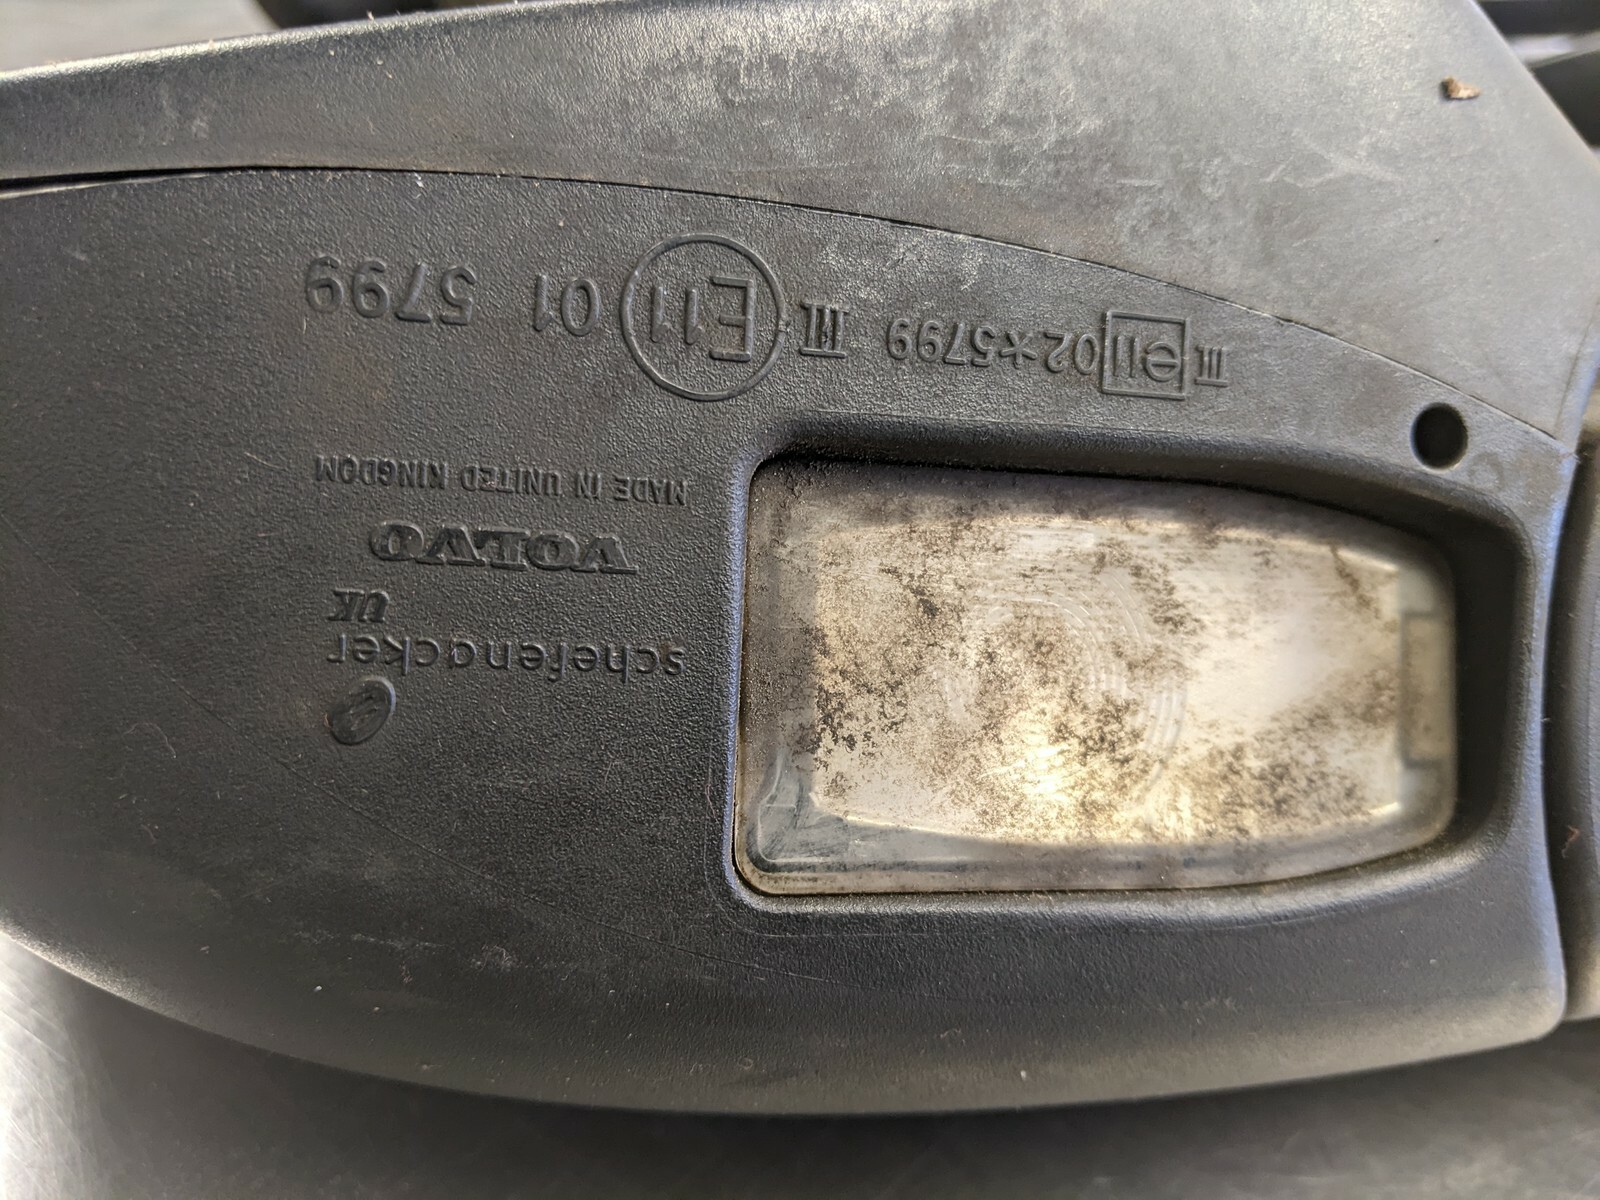 schefenacker
UK
VOLVO
MADE IN UNITED KINGDOM
III e11 02*5799 III E11 01 5799